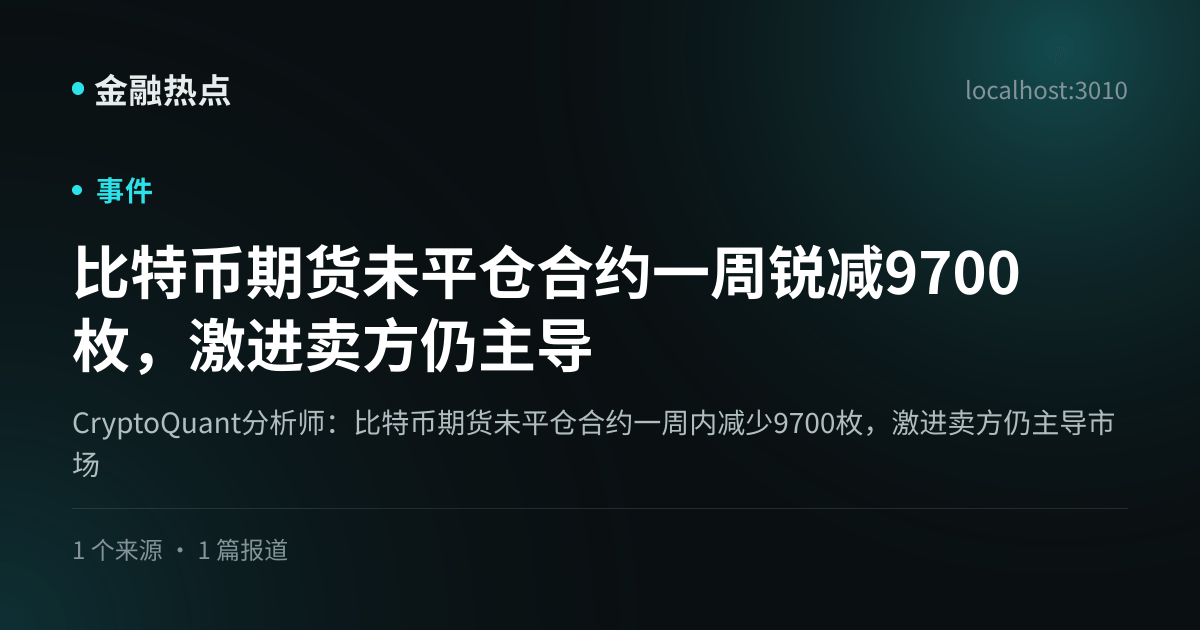 金融热点
localhost:3010
事件
比特币期货未平仓合约一周锐减9700
枚，激进卖方仍主导
CryptoQuant分析师：比特币期货未平仓合约一周内减少9700枚，激进卖方仍主导市
场
1 个来源 · 1 篇报道